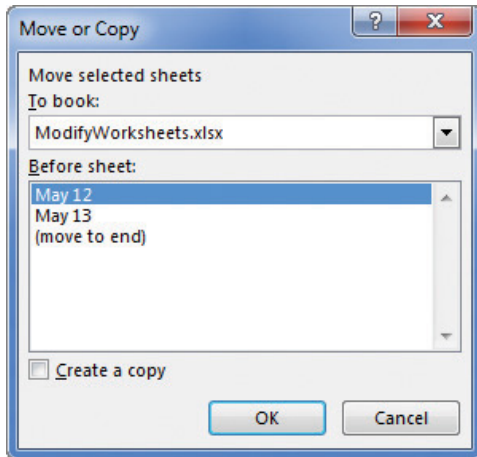 Move or Copy
Move selected sheets
To book:
ModifyWorksheets.xlsx
Before sheet:
May 12
May 13
(move to end)
Create a copy
OK Cancel